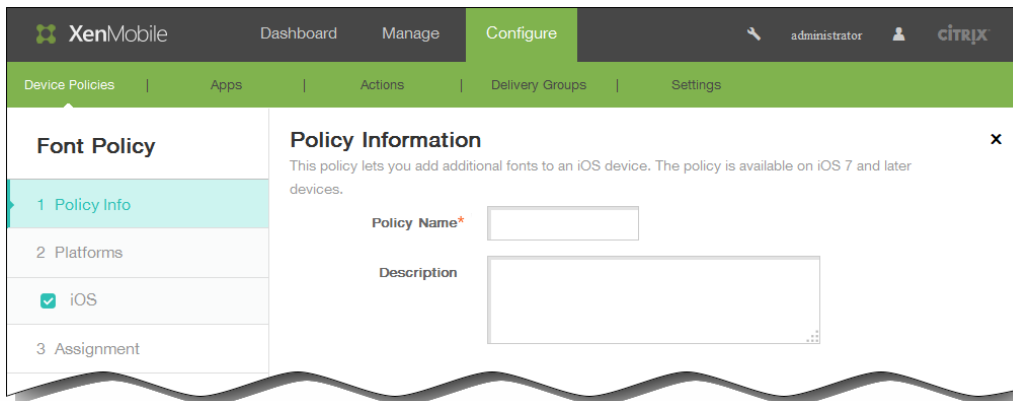 XenMobile Dashboard Manage Configure administrator CITRIX
Device Policies | Apps | Actions | Delivery Groups | Settings
Font Policy
1 Policy Info
2 Platforms
iOS
3 Assignment
Policy Information x
This policy lets you add additional fonts to an iOS device. The policy is available on iOS 7 and later
devices.
Policy Name*
Description